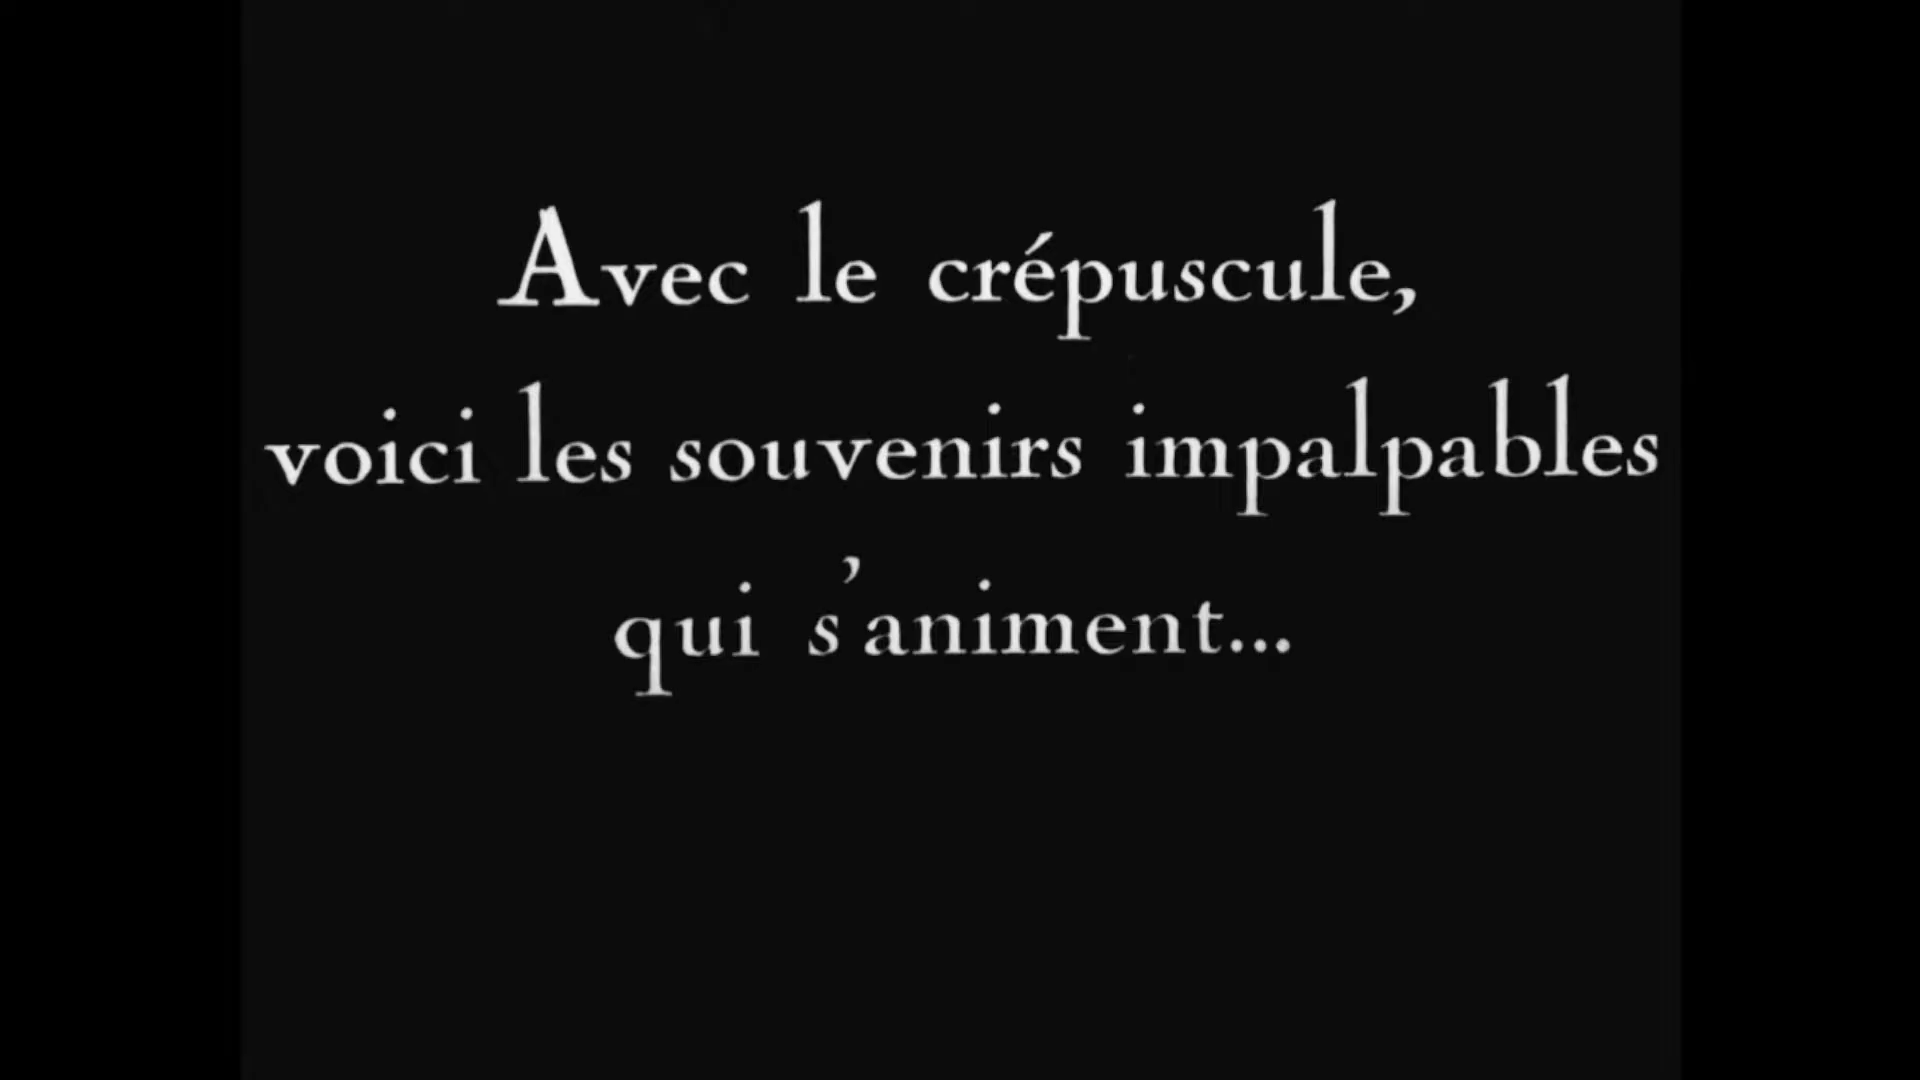 Avec le crépuscule,
voici les souvenirs impalpables
qui s'animent...